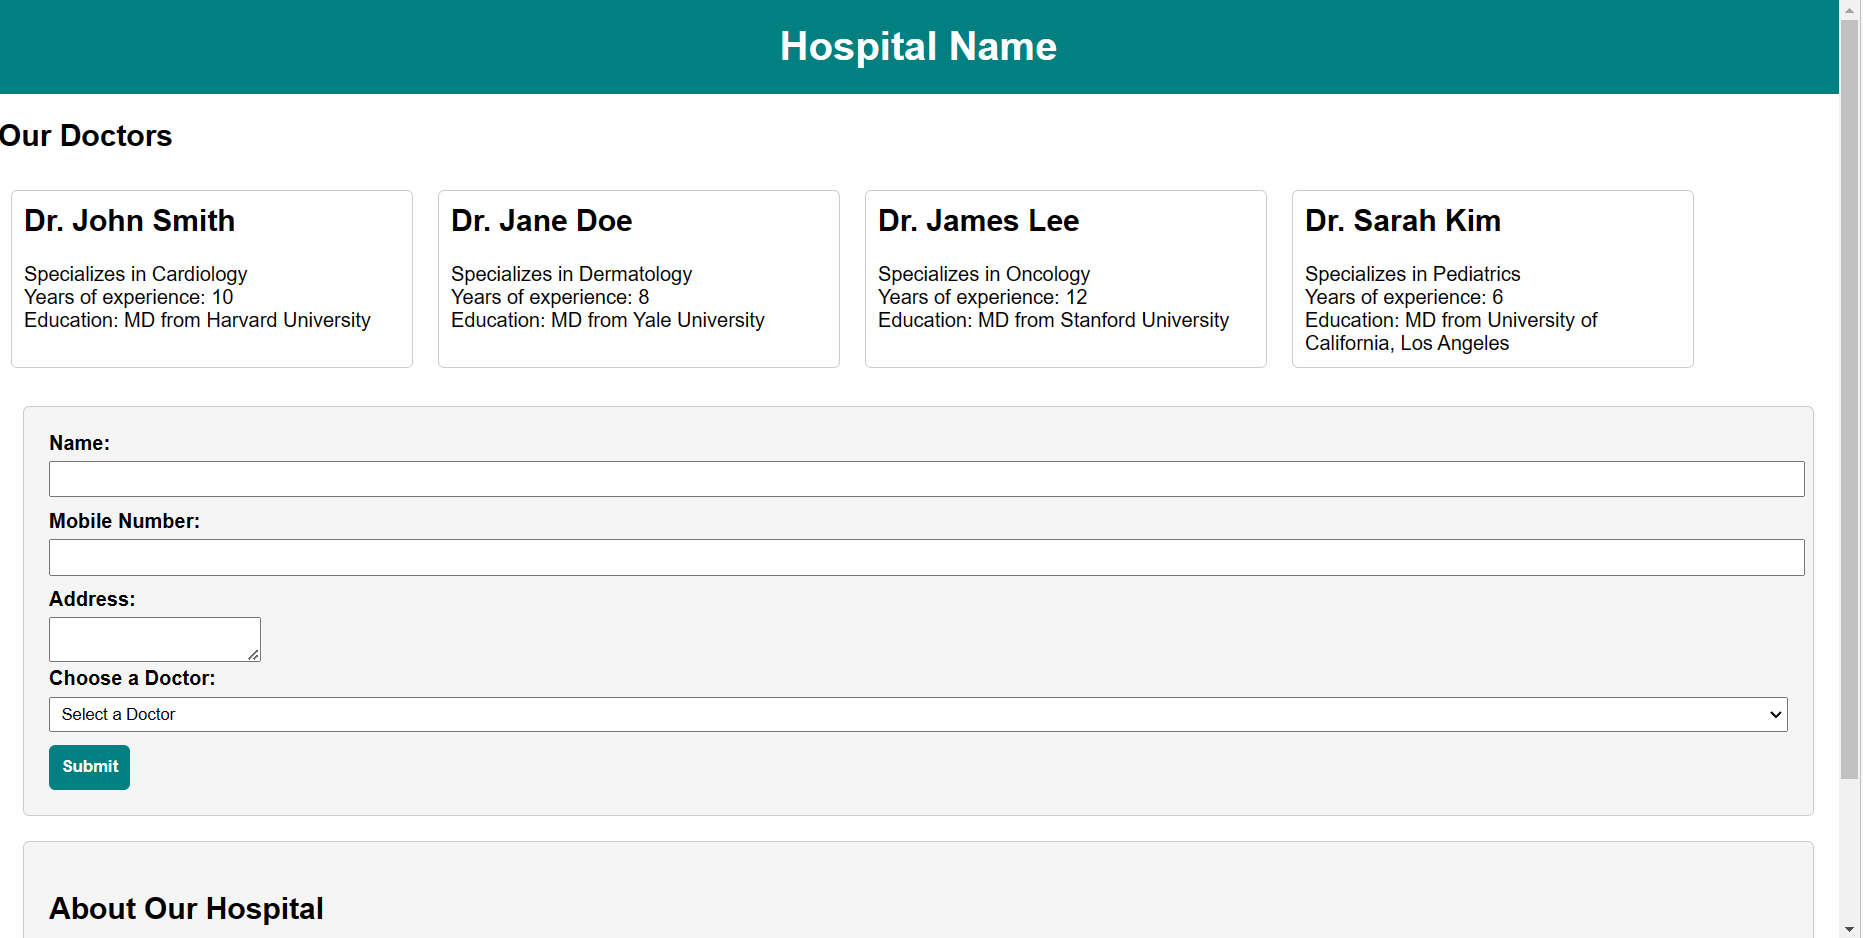 Hospital Name
Our Doctors
Dr. John Smith
Specializes in Cardiology
Years of experience: 10
Education: MD from Harvard University
Dr. Jane Doe
Specializes in Dermatology
Years of experience: 8
Education: MD from Yale University
Dr. James Lee
Specializes in Oncology
Years of experience: 12
Education: MD from Stanford University
Dr. Sarah Kim
Specializes in Pediatrics
Years of experience: 6
Education: MD from University of
California, Los Angeles
Name:
Mobile Number:
Address:
Choose a Doctor:
Select a Doctor
Submit
About Our Hospital